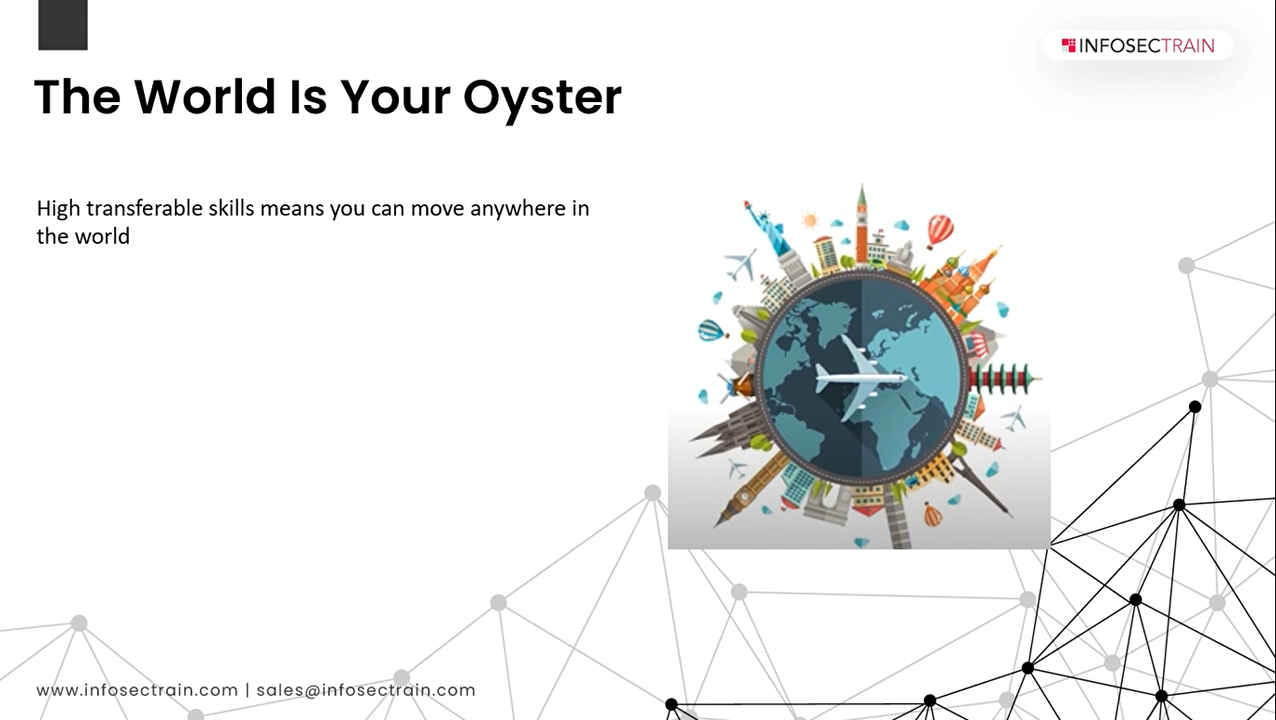 INFOSECTRAIN
The World Is Your Oyster
High transferable skills means you can move anywhere in
the world
www.infosectrain.com | sales@infosectrain.com